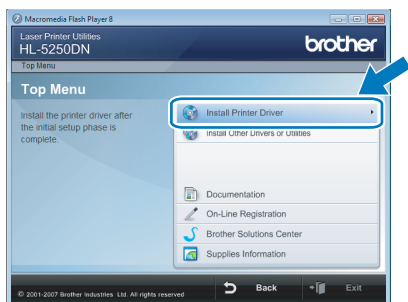 Macromedia Flash Player 8
Laser Printer Utilities
HL-5250DN
brother
Top Menu
Top Menu
Install the printer driver after
the initial setup phase is
complete.
Install Printer Driver
Install Other Drivers or Utilities
Documentation
On-Line Registration
Brother Solutions Center
Supplies Information
© 2001-2007 Brother Industries Ltd. All rights reserved
Back
Exit